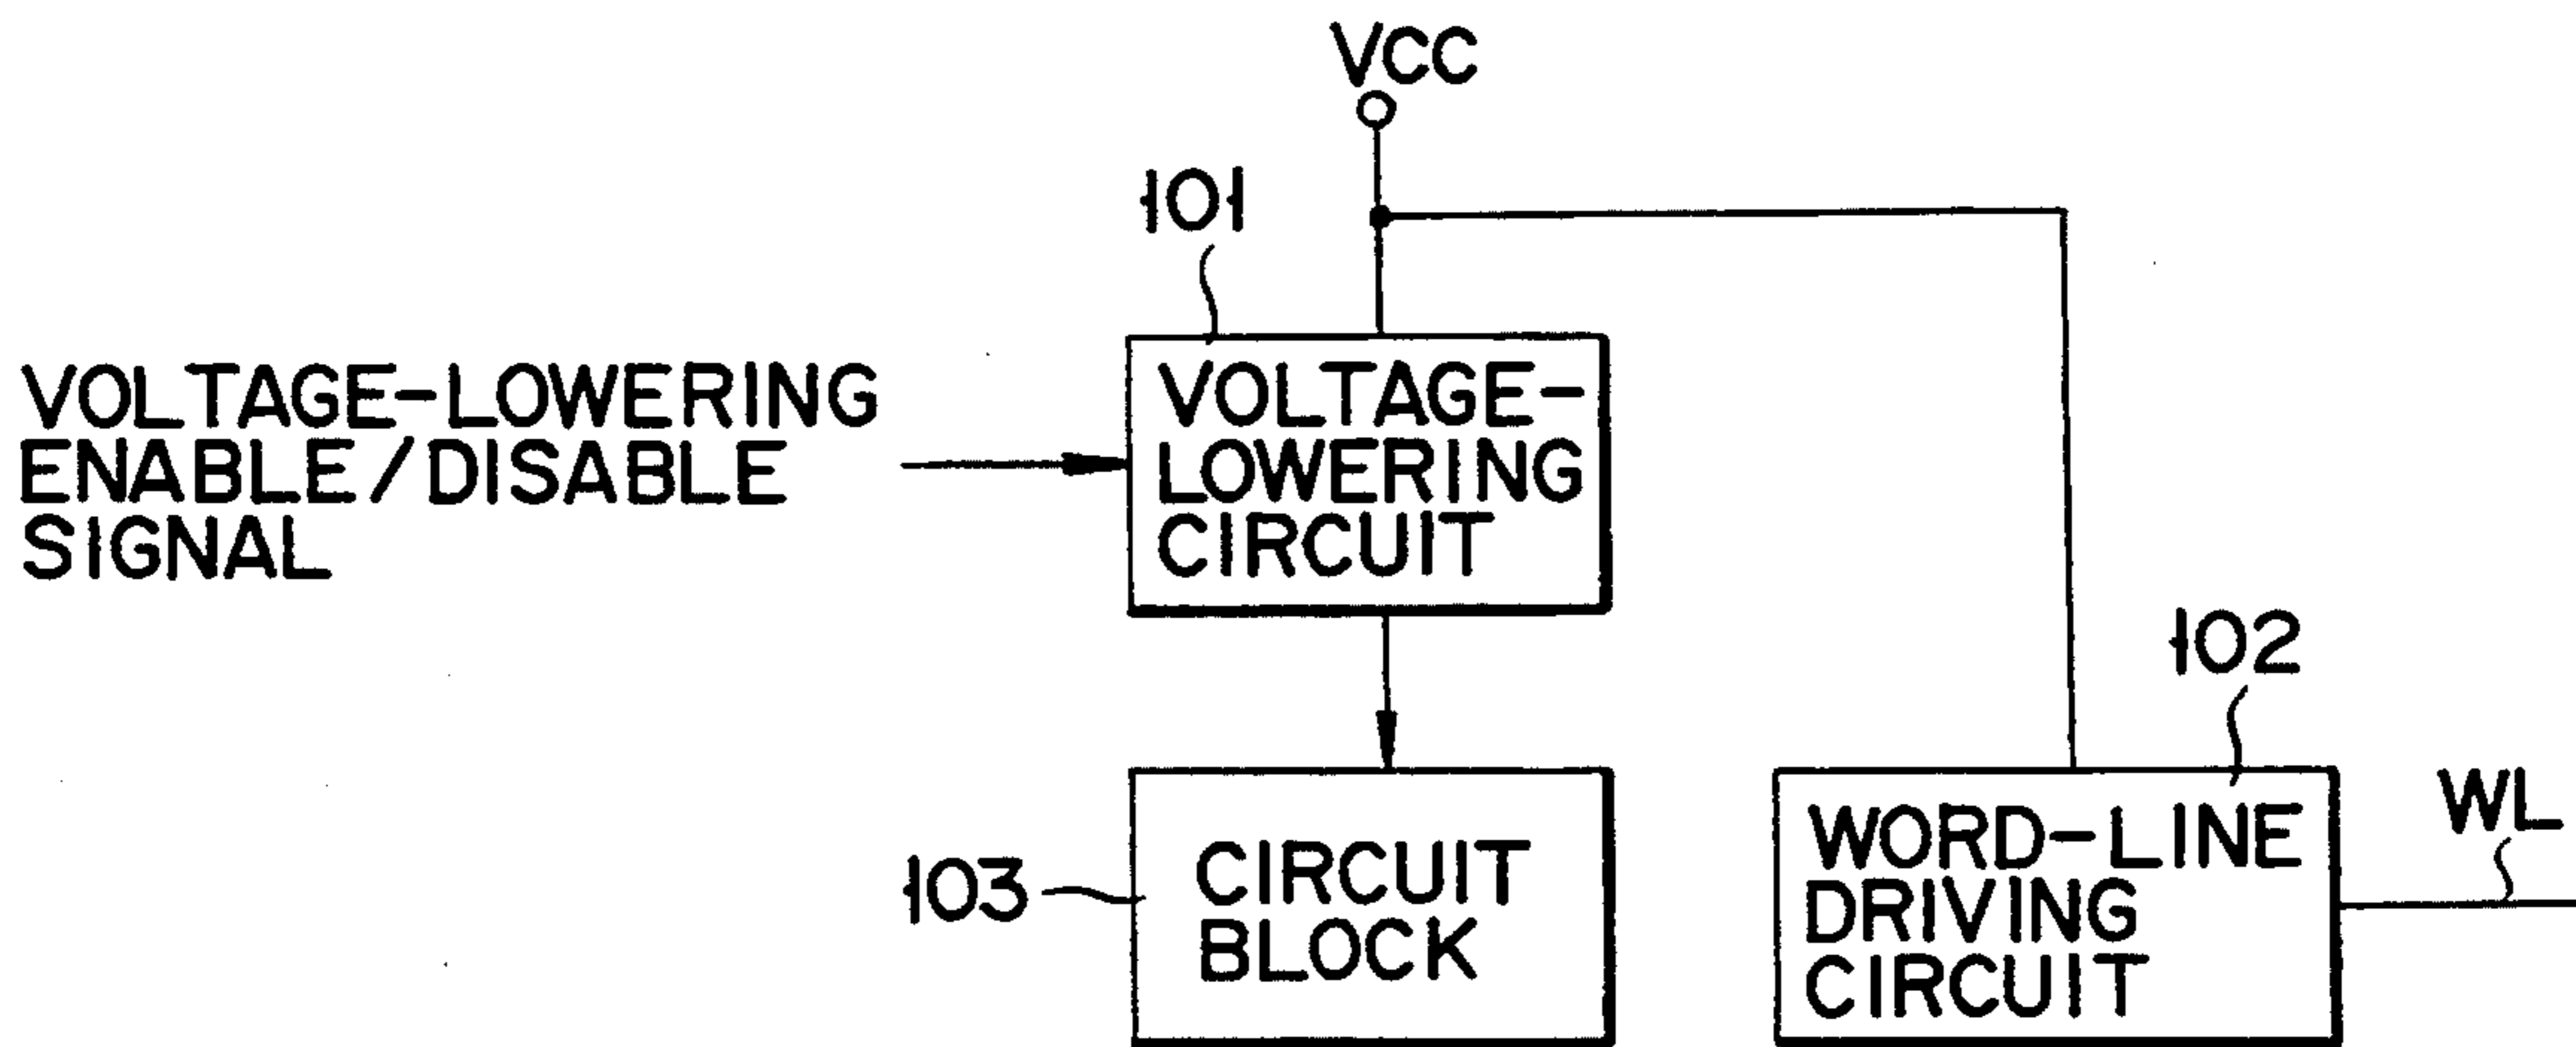 VCC
101
VOLTAGE-LOWERING
ENABLE/DISABLE
SIGNAL
VOLTAGE-
LOWERING
CIRCUIT
102
103
CIRCUIT
BLOCK
WORD-LINE
DRIVING
CIRCUIT
WL